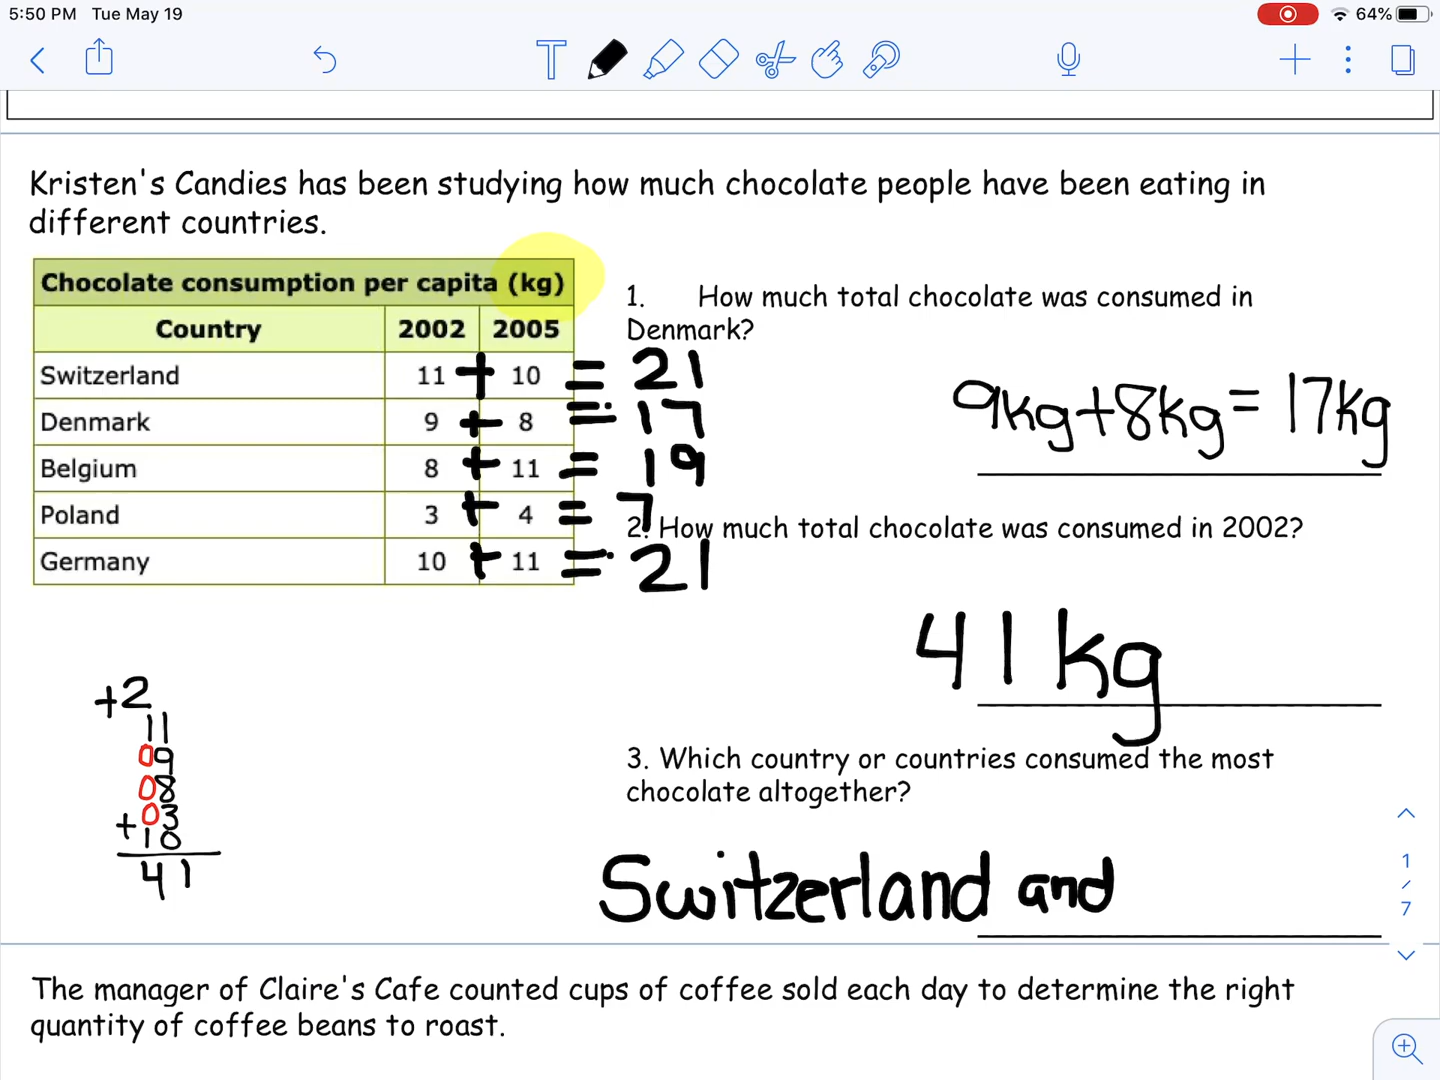 5:50 PM Tue May 19
64%
T
Kristen's Candies has been studying how much chocolate people have been eating in
different countries.
Chocolate consumption per capita (kg)
Country 2002 2005
Switzerland 11 + 10 = 21
Denmark 9 + 8 = 17
Belgium 8 + 11 = 19
Poland 3 + 4 = 7
Germany 10 + 11 = 21
1. How much total chocolate was consumed in
Denmark?
9kg+8kg= 17kg
2. How much total chocolate was consumed in 2002?
41 kg
+2
11
09
08
03
+10
41
3. Which country or countries consumed the most
chocolate altogether?
Switzerland and
1
/
7
The manager of Claire's Cafe counted cups of coffee sold each day to determine the right
quantity of coffee beans to roast.